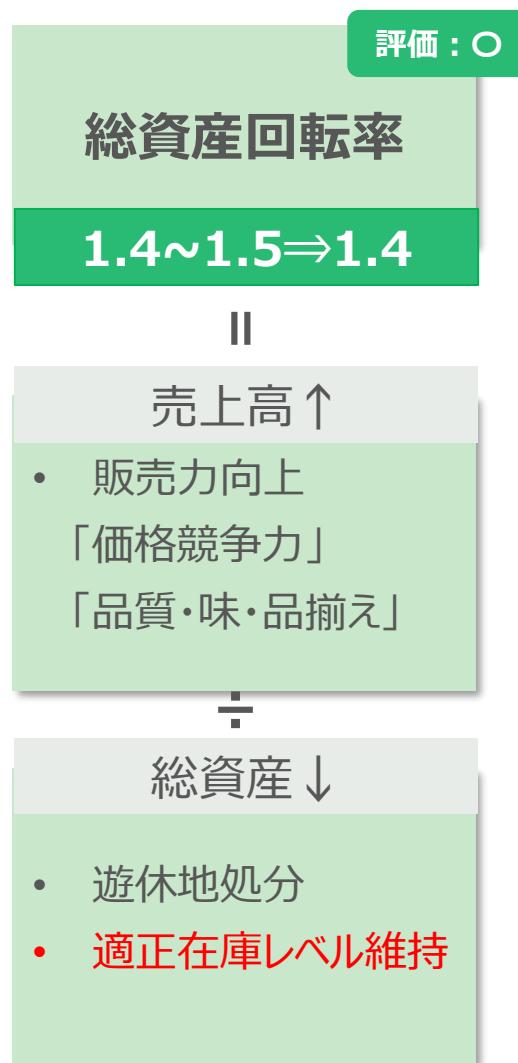 評価：〇
総資産回転率
1.4~1.5⇒1.4
=
売上高↑
• 販売力向上
「価格競争力」
「品質・味・品揃え」
÷
総資産↓
• 遊休地処分
• 適正在庫レベル維持